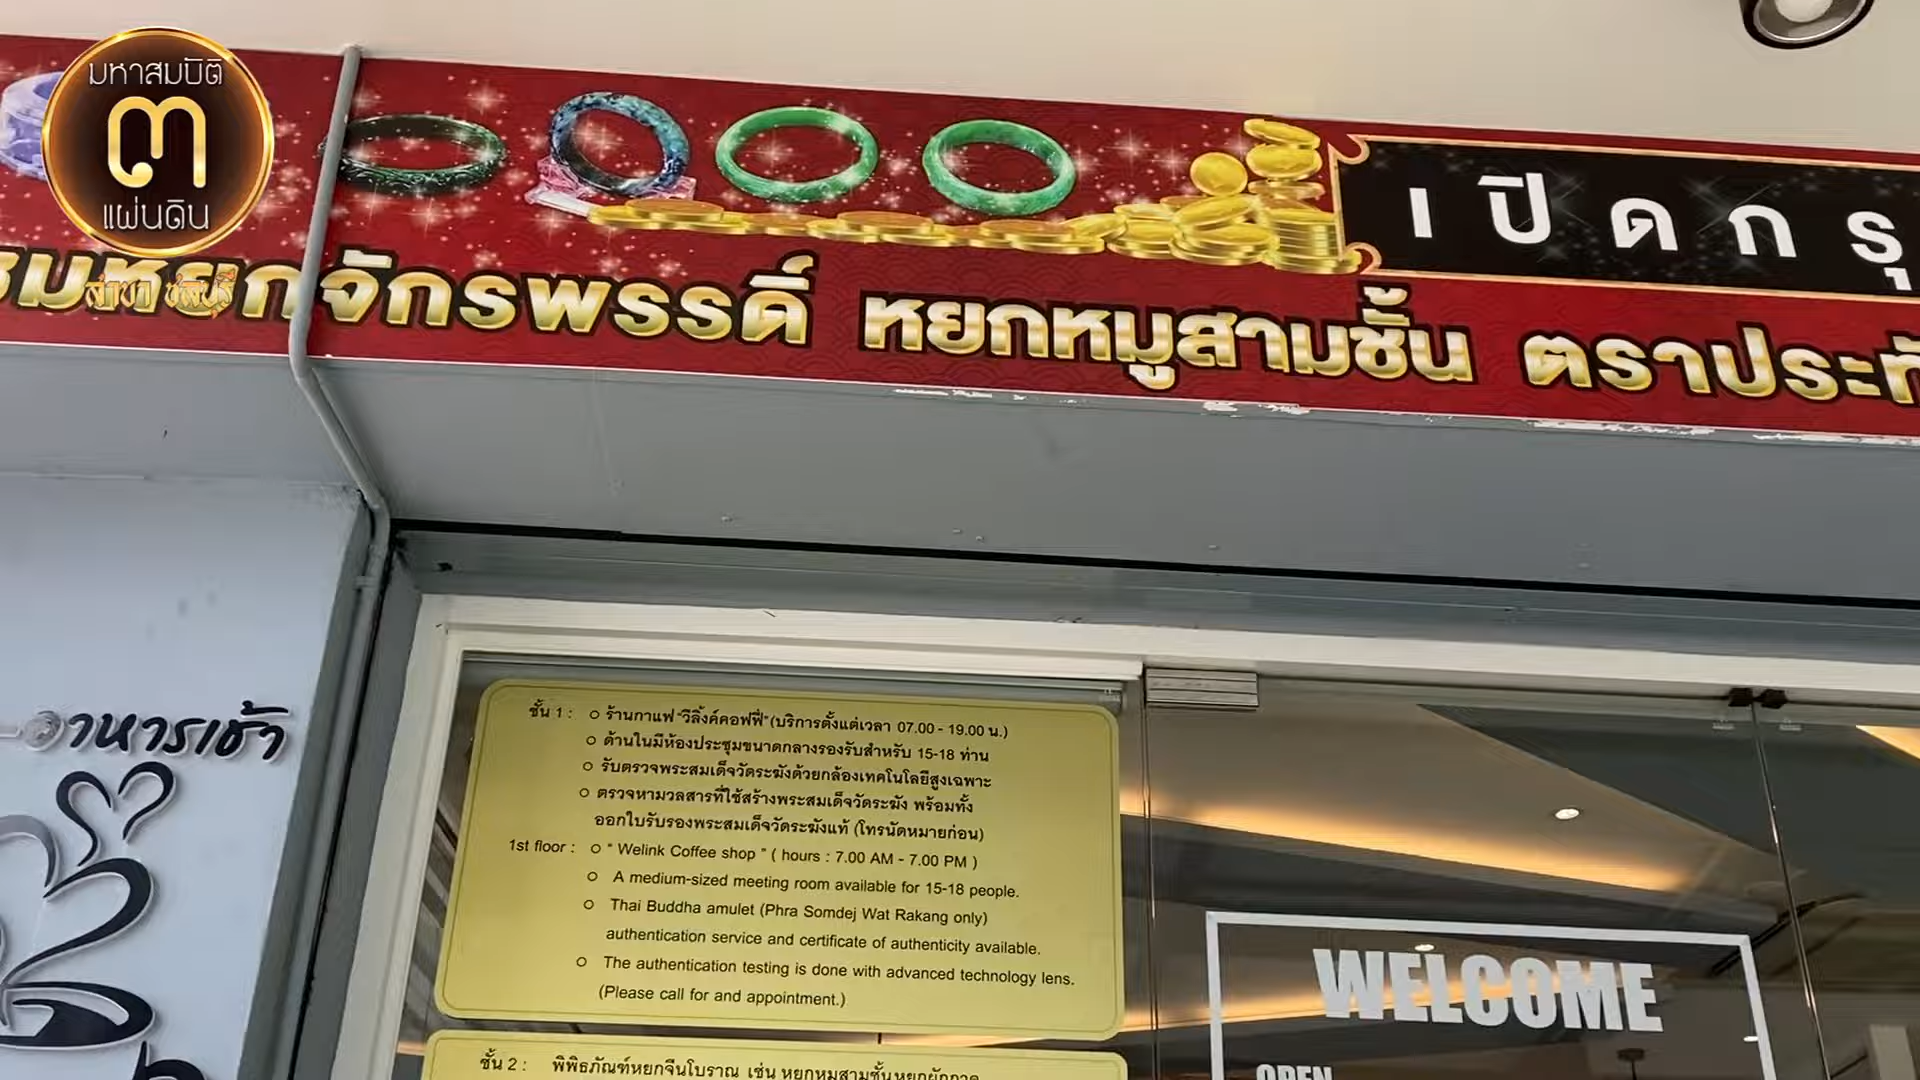 มหาสมบัติ
๓
แผ่นดิน
สาขา ชลบุรี
เปิดกรุ
หยกจักรพรรดิ์ หยกหมูสามชั้น
อาหารเช้า
ชั้น 1 : o ร้านกาแฟ "วีลิ้งค์คอฟฟี่" (บริการตั้งแต่เวลา 07.00 - 19.00 น.)
o ด้านในมีห้องประชุมขนาดกลางรองรับสำหรับ 15-18 ท่าน
o รับตรวจพระสมเด็จวัดระฆังด้วยกล้องเทคโนโลยีสูงเฉพาะ
o ตรวจหามวลสารที่ใช้สร้างพระสมเด็จวัดระฆัง พร้อมทั้ง
ออกใบรับรองพระสมเด็จวัดระฆังแท้ (โทรนัดหมายก่อน)
1st floor : o " Welink Coffee shop " ( hours : 7.00 AM - 7.00 PM )
o A medium-sized meeting room available for 15-18 people.
o Thai Buddha amulet (Phra Somdej Wat Rakang only)
authentication service and certificate of authenticity available.
o The authentication testing is done with advanced technology lens.
(Please call for and appointment.)
ชั้น 2 : พิพิธภัณฑ์หยกจีนโบราณ เช่น หยกหมูสามชั้น
WELCOME
OPEN